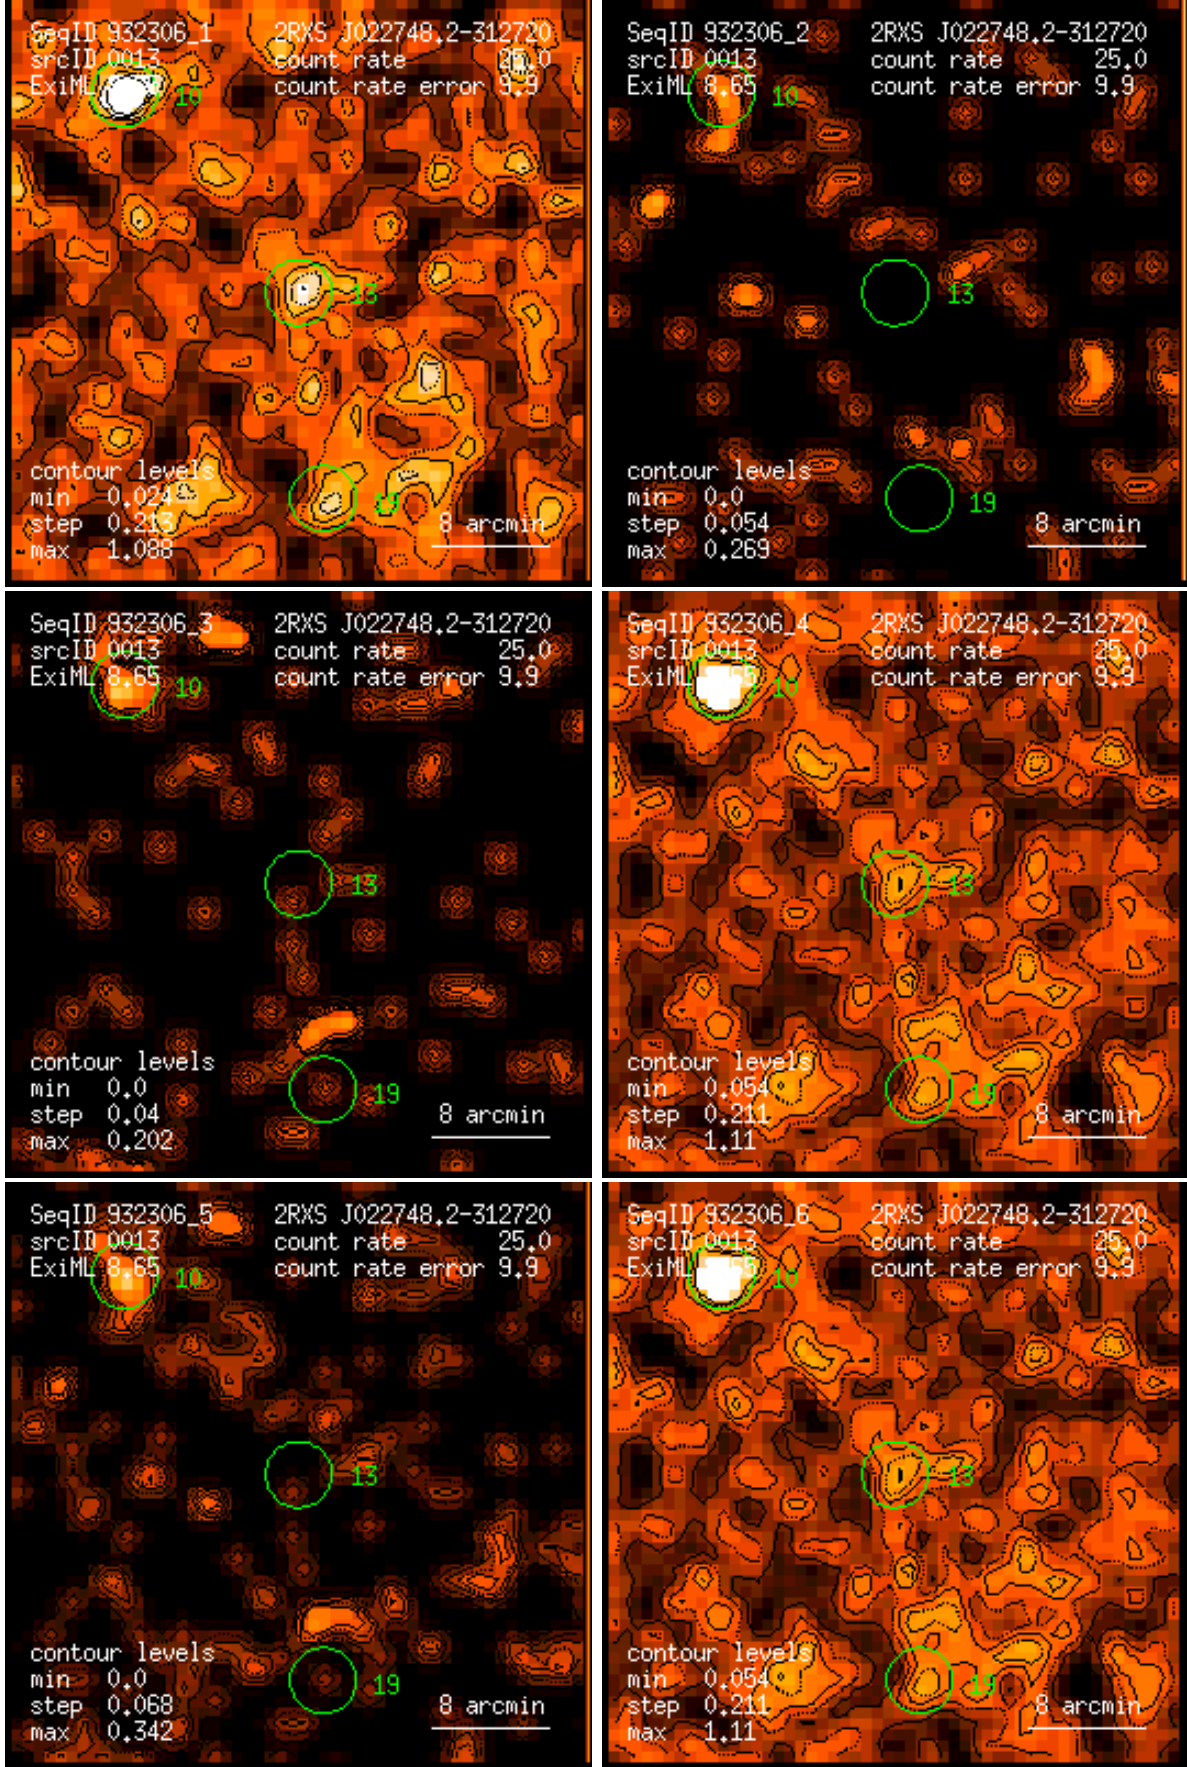 SeqID 932306_1 2RXS J022748.2-312720
srcID 0013 count rate 25.0
ExiML count rate error 9.9
10
13
contour levels
min 0.024
step 0.213
max 1.088
19
8 arcmin
SeqID 932306_2 2RXS J022748.2-312720
srcID 0013 count rate 25.0
ExiML 8.65 count rate error 9.9
10
13
contour levels
min 0.0
step 0.054
max 0.269
19
8 arcmin
SeqID 932306_3 2RXS J022748.2-312720
srcID 0013 count rate 25.0
ExiML 8.65 count rate error 9.9
10
13
contour levels
min 0.0
step 0.04
max 0.202
19
8 arcmin
SeqID 932306_4 2RXS J022748.2-312720
srcID 0013 count rate 25.0
ExiML count rate error 9.9
10
13
contour levels
min 0.054
step 0.211
max 1.11
19
8 arcmin
SeqID 932306_5 2RXS J022748.2-312720
srcID 0013 count rate 25.0
ExiML 8.65 count rate error 9.9
10
13
contour levels
min 0.0
step 0.068
max 0.342
19
8 arcmin
SeqID 932306_6 2RXS J022748.2-312720
srcID 0013 count rate 25.0
ExiML count rate error 9.9
10
13
contour levels
min 0.054
step 0.211
max 1.11
19
8 arcmin